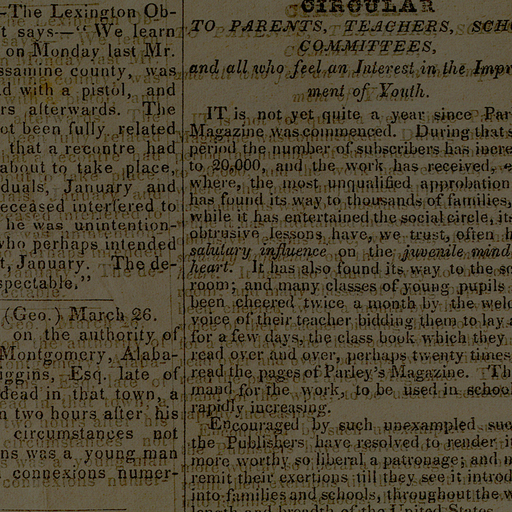 —The Lexington Ob-
t says—"We learn
on Monday last Mr.
ssamine county, was
d with a pistol, and
rs afterwards. The
ot been fully related
that a recontre had
about to take place,
duals. January and
eceased interfered to
he was unintention-
who perhaps intended
t, January. The de-
spectable."
(Geo.) March 26.
on the authority of
Montgomery, Alaba-
iggins, Esq. late of
dead in that town, a
n two hours after his
circumstances not
ns was a young man
connexions numer-
CIRCULAR
TO PARENTS, TEACHERS, SCHO
COMMITTEES,
and all who feel an Interest in the Impr
ment of Youth.
IT is not yet quite a year since Par
Magazine was commenced. During that s
period the number of subscribers has incre
to 20,000, and the work has received, e
where, the most unqualified approbation
has found its way to thousands of families,
while it has entertained the social circle, it
obtrusive lessons have, we trust, often h
salutary influence on the juvenile mind
heart. It has also found its way to the sc
room; and many classes of young pupils
been cheered twice a month by the welc
voice of their teacher bidding them to lay a
for a few days, the class book which they
read over and over, perhaps twenty times
read the pages of Parley's Magazine. Th
mand for the work, to be used in school
rapidly increasing.
Encouraged by such unexampled suc
the Publishers have resolved to render i
more worthy so liberal a patronage; and n
remit their exertions till they see it introd
into families and schools, throughout the w
length and breadth of the United States.